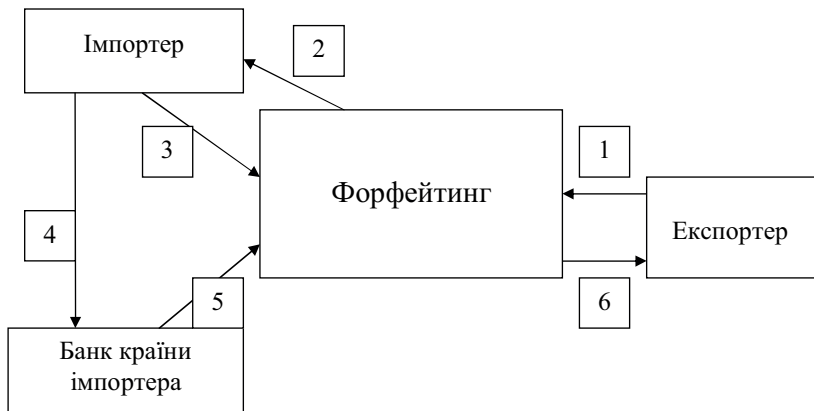 Імпортер
2
3
1
Форфейтинг
Експортер
4
5
6
Банк країни
імпортера